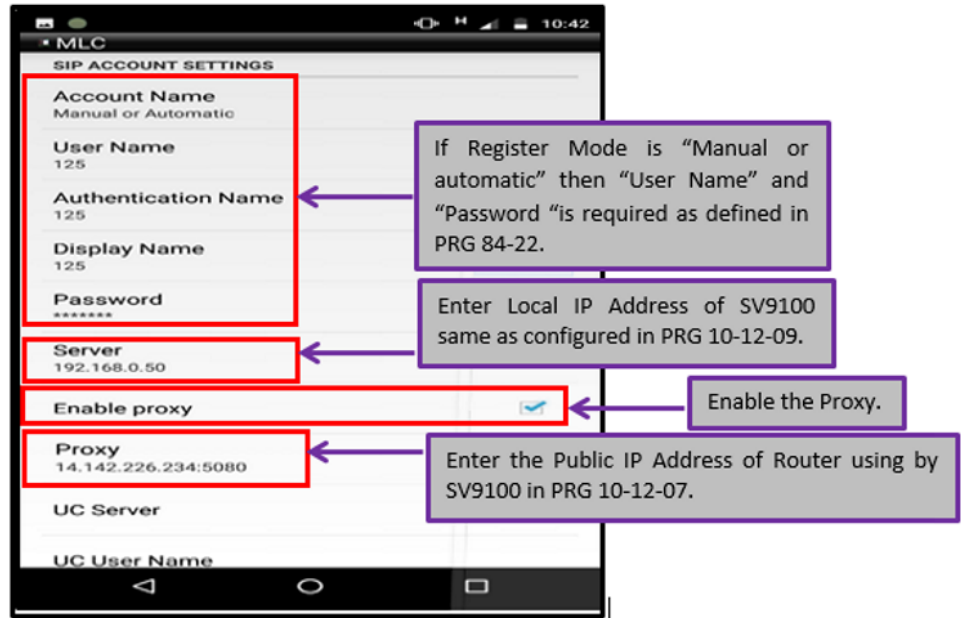 H 10:42
MLC
SIP ACCOUNT SETTINGS
Account Name
Manual or Automatic
User Name
125
Authentication Name
125
Display Name
125
Password
*******
Server
192.168.0.50
Enable proxy
Proxy
14.142.226.234:5080
UC Server
UC User Name
If Register Mode is “Manual or
automatic” then “User Name” and
“Password “is required as defined in
PRG 84-22.
Enter Local IP Address of SV9100
same as configured in PRG 10-12-09.
Enable the Proxy.
Enter the Public IP Address of Router using by
SV9100 in PRG 10-12-07.